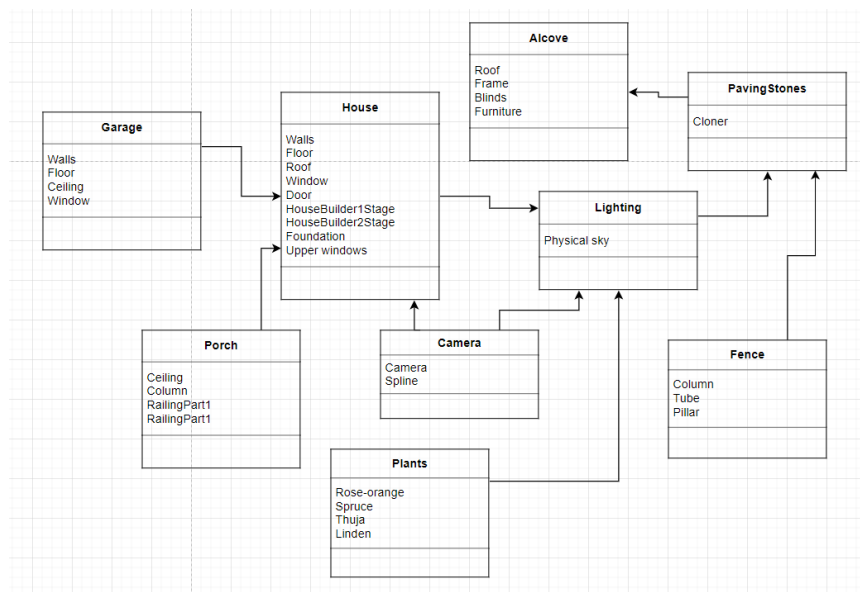 Alcove
Roof
Frame
Blinds
Furniture
PavingStones
Cloner
House
Walls
Floor
Roof
Window
Door
HouseBuilder1Stage
HouseBuilder2Stage
Foundation
Upper windows
Garage
Walls
Floor
Ceiling
Window
Lighting
Physical sky
Porch
Ceiling
Column
RailingPart1
RailingPart1
Camera
Camera
Spline
Fence
Column
Tube
Pillar
Plants
Rose-orange
Spruce
Thuja
Linden